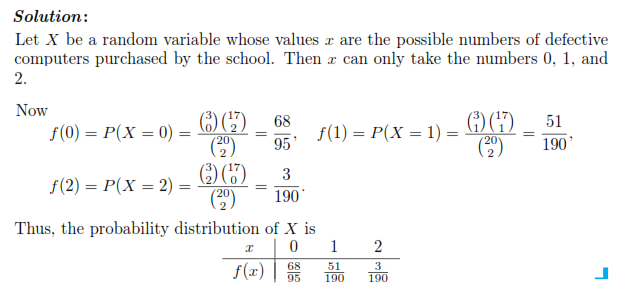 Solution:
Let X be a random variable whose values x are the possible numbers of defective
computers purchased by the school. Then x can only take the numbers 0, 1, and
2.
Now
f(0) = P(X = 0) = \frac{\binom{3}{0}\binom{17}{2}}{\binom{20}{2}} = \frac{68}{95}, f(1) = P(X = 1) = \frac{\binom{3}{1}\binom{17}{1}}{\binom{20}{2}} = \frac{51}{190},
f(2) = P(X = 2) = \frac{\binom{3}{2}\binom{17}{0}}{\binom{20}{2}} = \frac{3}{190}.
Thus, the probability distribution of X is
x | 0 1 2
f(x) | \frac{68}{95} \frac{51}{190} \frac{3}{190}